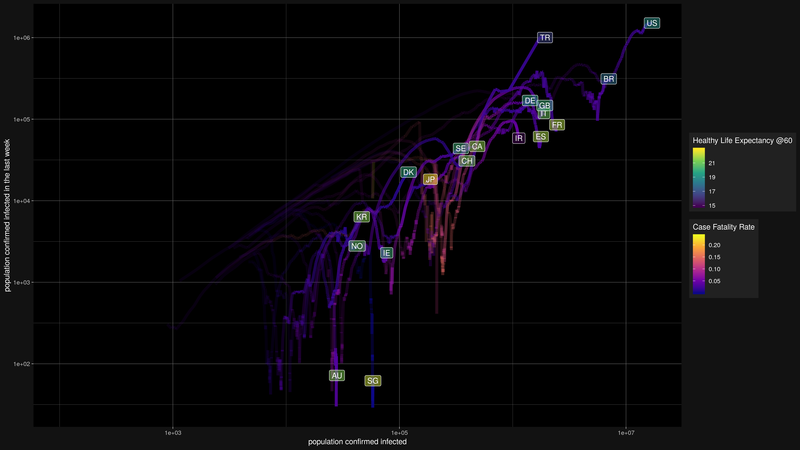 US
TR
1e+06
BR
DE
GB
1e+05
IT
FR
IR
ES
Healthy Life Expectancy @60
SE
CA
CH
21
DK
JP
19
17
1e+04
15
KR
Case Fatality Rate
NO
IE
0.20
0.15
1e+03
0.10
0.05
1e+02
AU
SG
population confirmed infected in the last week
1e+03
1e+05
1e+07
population confirmed infected